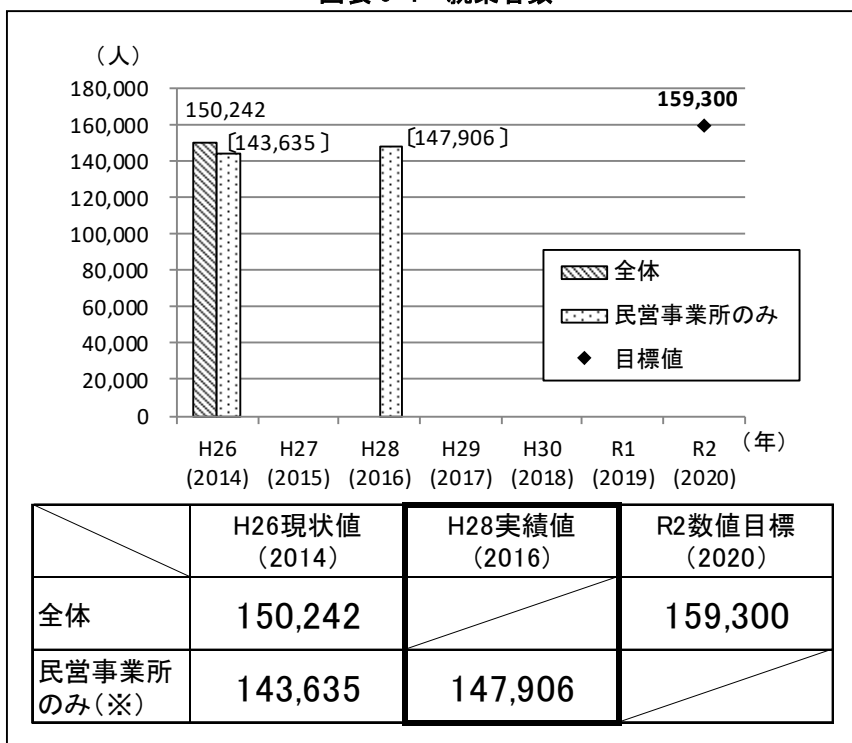 （人）
180,000
160,000
140,000
120,000
100,000
80,000
60,000
40,000
20,000
0
150,242
〔143,635〕
〔147,906〕
159,300
全体
民営事業所のみ
目標値
H26 H27 H28 H29 H30 R1 R2 （年）
(2014) (2015) (2016) (2017) (2018) (2019) (2020)
H26現状値 H28実績値 R2数値目標
（2014） （2016） （2020）
全体 150,242 159,300
民営事業所
のみ（※） 143,635 147,906